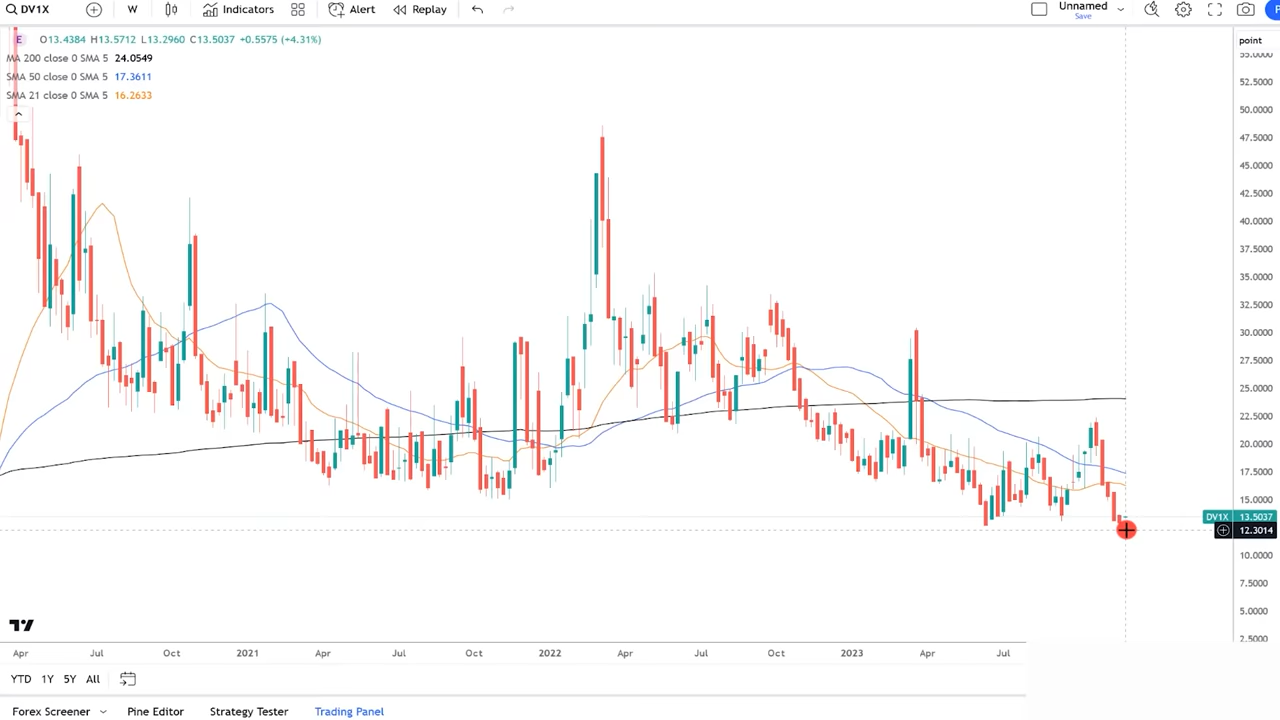 DV1X W Indicators Alert Replay Unnamed
Save
E O13.4384 H13.5712 L13.2960 C13.5037 +0.5575 (+4.31%)
MA 200 close 0 SMA 5 24.0549
SMA 50 close 0 SMA 5 17.3611
SMA 21 close 0 SMA 5 16.2633
point
55.0000
52.5000
50.0000
47.5000
45.0000
42.5000
40.0000
37.5000
35.0000
32.5000
30.0000
27.5000
25.0000
22.5000
20.0000
17.5000
15.0000
DV1X 13.5037
12.3014
10.0000
7.5000
5.0000
2.5000
Apr Jul Oct 2021 Apr Jul Oct 2022 Apr Jul Oct 2023 Apr Jul
YTD 1Y 5Y All
Forex Screener Pine Editor Strategy Tester Trading Panel